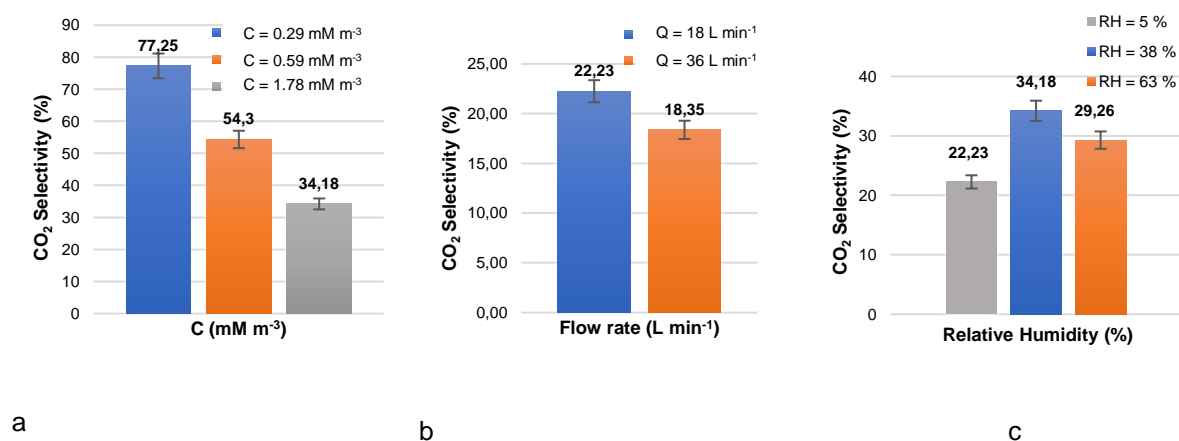 90
80
70
60
50
40
30
20
10
0
CO₂ Selectivity (%)
77,25
54,3
34,18
C = 0.29 mM m⁻³
C = 0.59 mM m⁻³
C = 1.78 mM m⁻³
C (mM m⁻³)
a
25,00
20,00
15,00
10,00
5,00
0,00
CO₂ Selectivity (%)
22,23
18,35
Q = 18 L min⁻¹
Q = 36 L min⁻¹
Flow rate (L min⁻¹)
b
40
30
20
10
0
CO₂ Selectivity (%)
22,23
34,18
29,26
RH = 5 %
RH = 38 %
RH = 63 %
Relative Humidity (%)
c